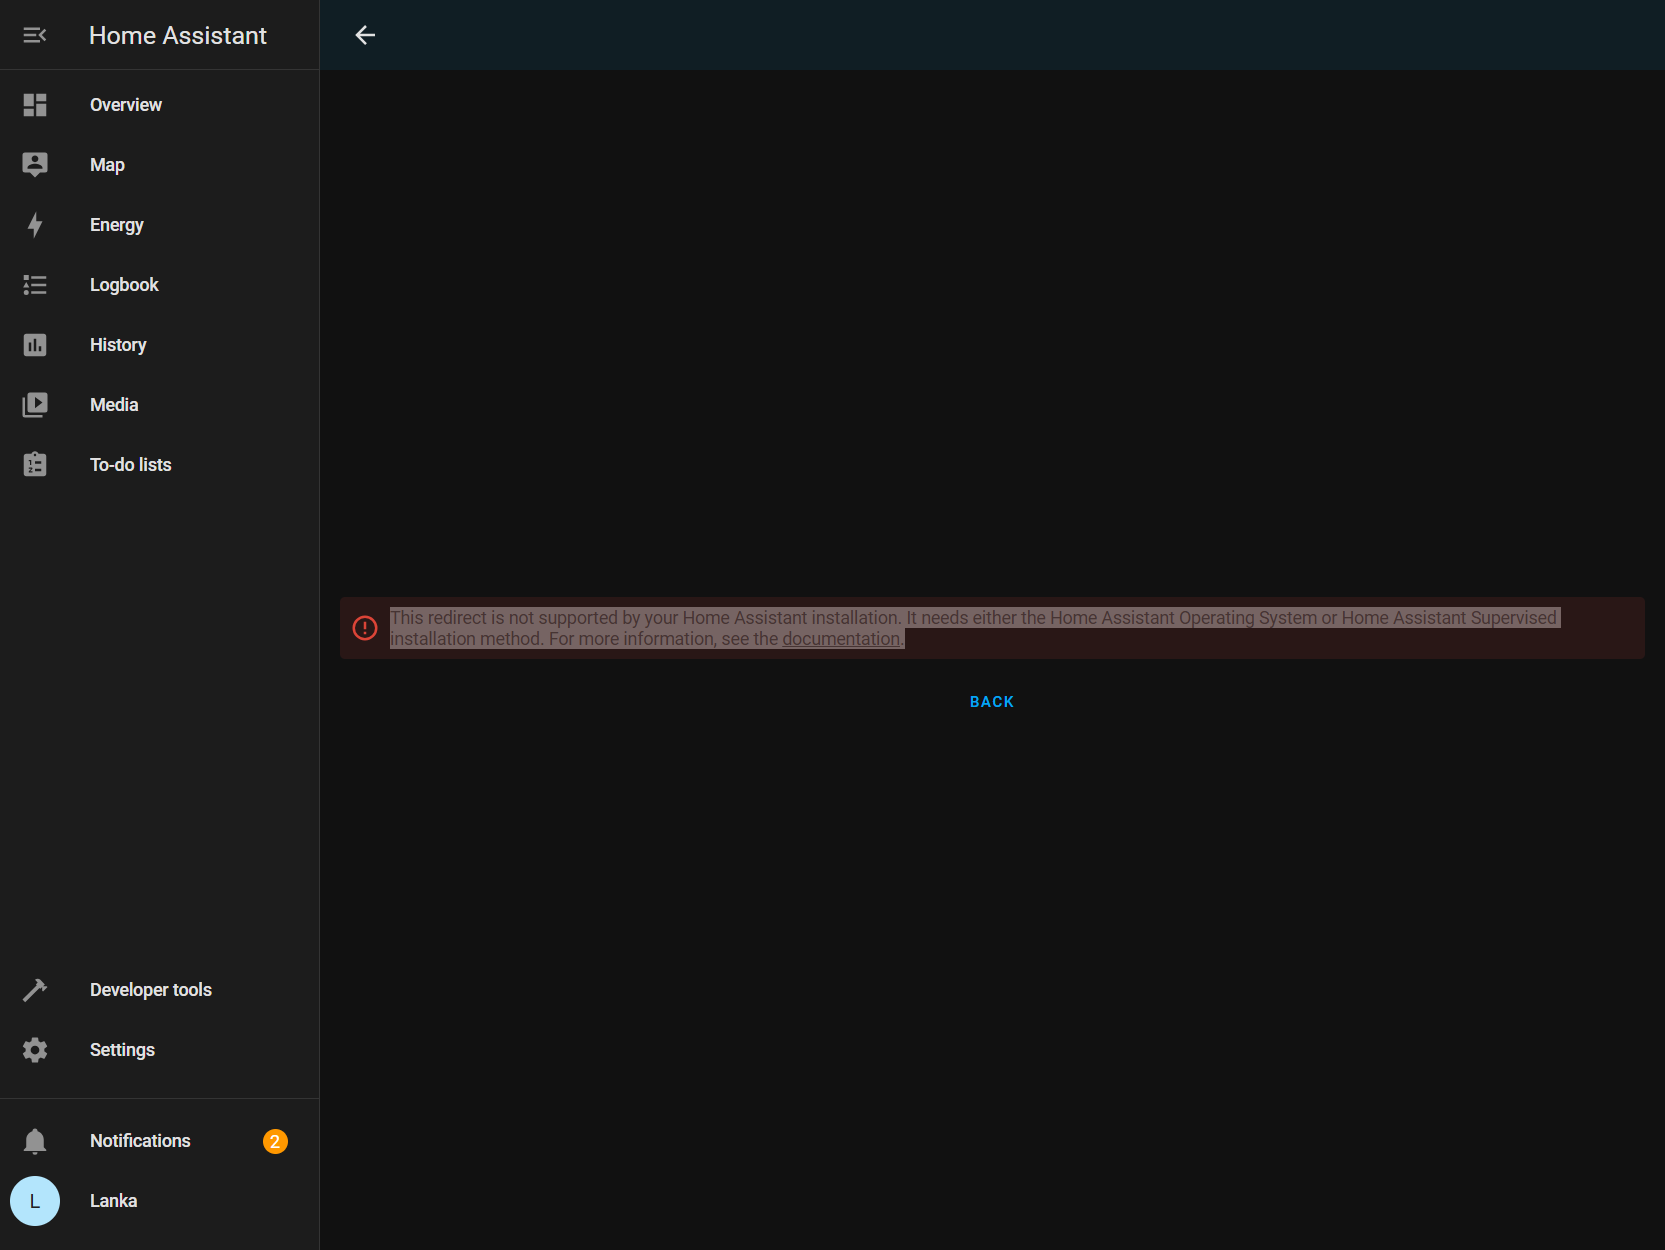 Home Assistant
Overview
Map
Energy
Logbook
History
Media
To-do lists
This redirect is not supported by your Home Assistant installation. It needs either the Home Assistant Operating System or Home Assistant Supervised
installation method. For more information, see the documentation.
BACK
Developer tools
Settings
Notifications 2
L Lanka